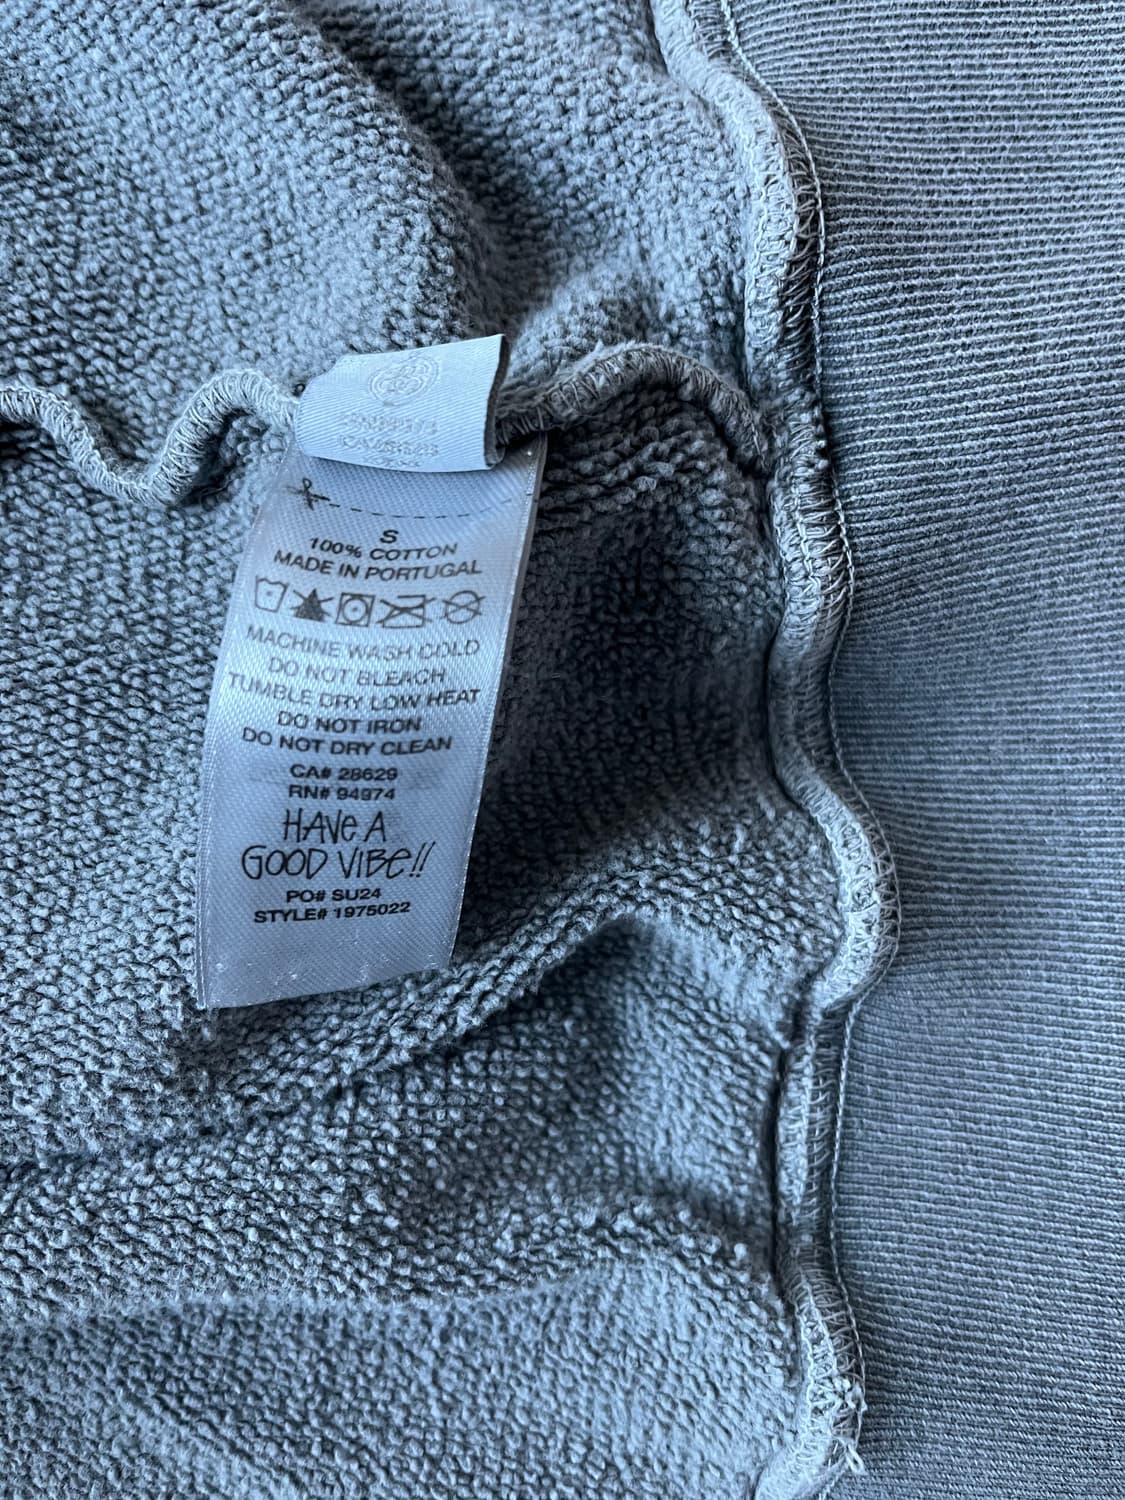 S
100% COTTON
MADE IN PORTUGAL
MACHINE WASH COLD
DO NOT BLEACH
TUMBLE DRY LOW HEAT
DO NOT IRON
DO NOT DRY CLEAN
CA# 28629
RN# 94974
HAVE A
GOOD VIBE!!
PO# SU24
STYLE# 1975022